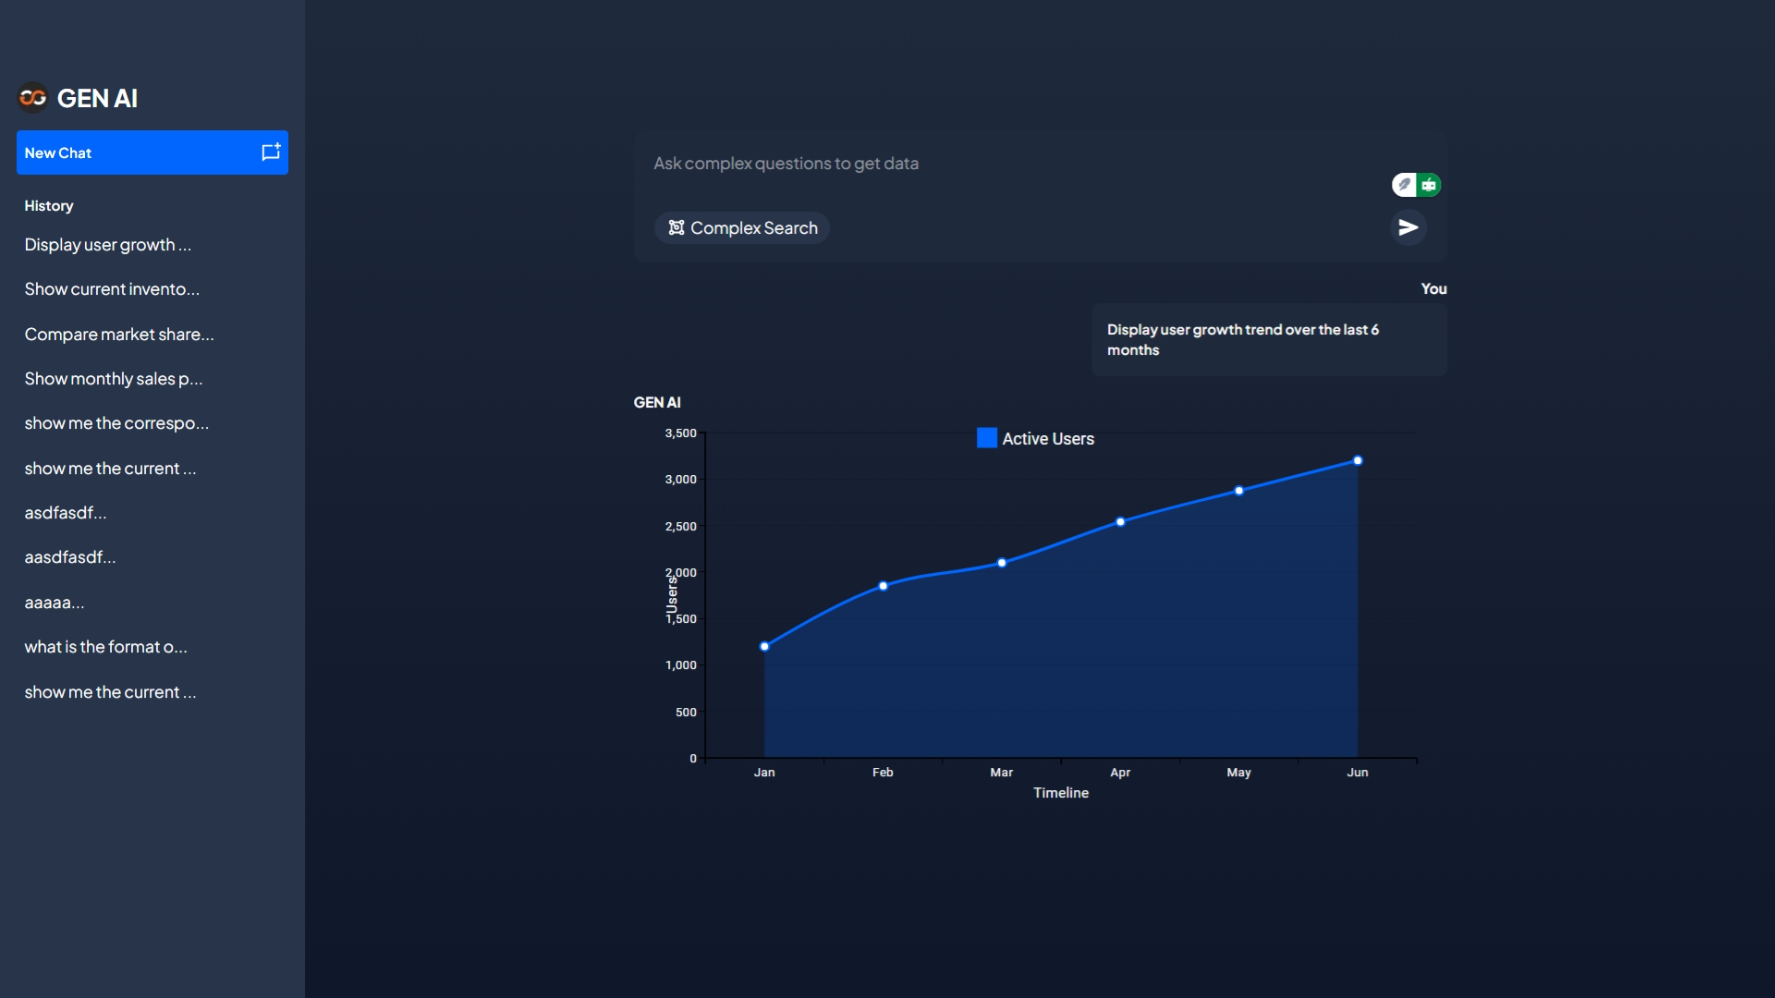 GEN AI
New Chat
History
Display user growth ...
Show current invento...
Compare market share...
Show monthly sales p...
show me the correspo...
show me the current ...
asdfasdf...
aasdfasdf...
aaaaa...
what is the format o...
show me the current ...
Ask complex questions to get data
Complex Search
You
Display user growth trend over the last 6
months
GEN AI
Active Users
3,500
3,000
2,500
2,000
1,500
1,000
500
0
Users
Jan Feb Mar Apr May Jun
Timeline